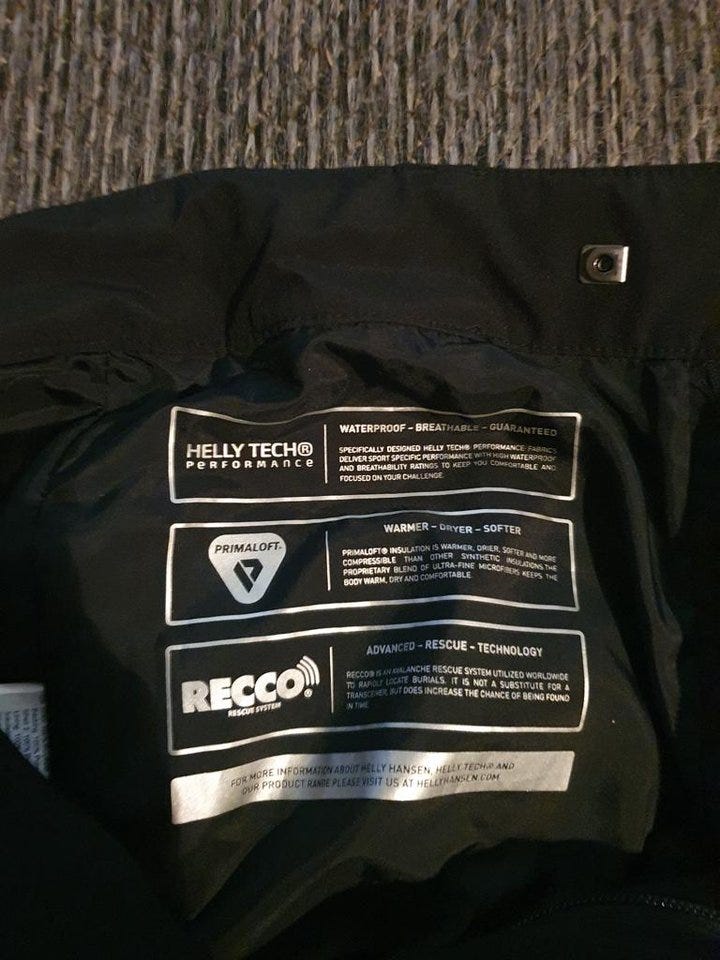 HELLY TECH®
PERFORMANCE
WATERPROOF - BREATHABLE - GUARANTEED
SPECIFICALLY DESIGNED HELLY TECH® PERFORMANCE FABRICS
DELIVER SPORT SPECIFIC PERFORMANCE WITH HIGH WATERPROOF
AND BREATHABILITY RATINGS TO KEEP YOU COMFORTABLE AND
FOCUSED ON YOUR CHALLENGE.
PRIMALOFT
WARMER - DRYER - SOFTER
PRIMALOFT® INSULATION IS WARMER, DRIER, SOFTER AND MORE
COMPRESSIBLE THAN OTHER SYNTHETIC INSULATIONS.THE
PROPRIETARY BLEND OF ULTRA-FINE MICROFIBERS KEEPS THE
BODY WARM, DRY AND COMFORTABLE.
RECCO®
RESCUE SYSTEM
ADVANCED - RESCUE - TECHNOLOGY
RECCO® IS AN AVALANCHE RESCUE SYSTEM UTILIZED WORLDWIDE
TO RAPIDLY LOCATE BURIALS. IT IS NOT A SUBSTITUTE FOR A
TRANSCEIVER, BUT DOES INCREASE THE CHANCE OF BEING FOUND
IN TIME
FOR MORE INFORMATION ABOUT HELLY HANSEN, HELLY TECH® AND
OUR PRODUCT RANGE PLEASE VISIT US AT HELLYHANSEN.COM